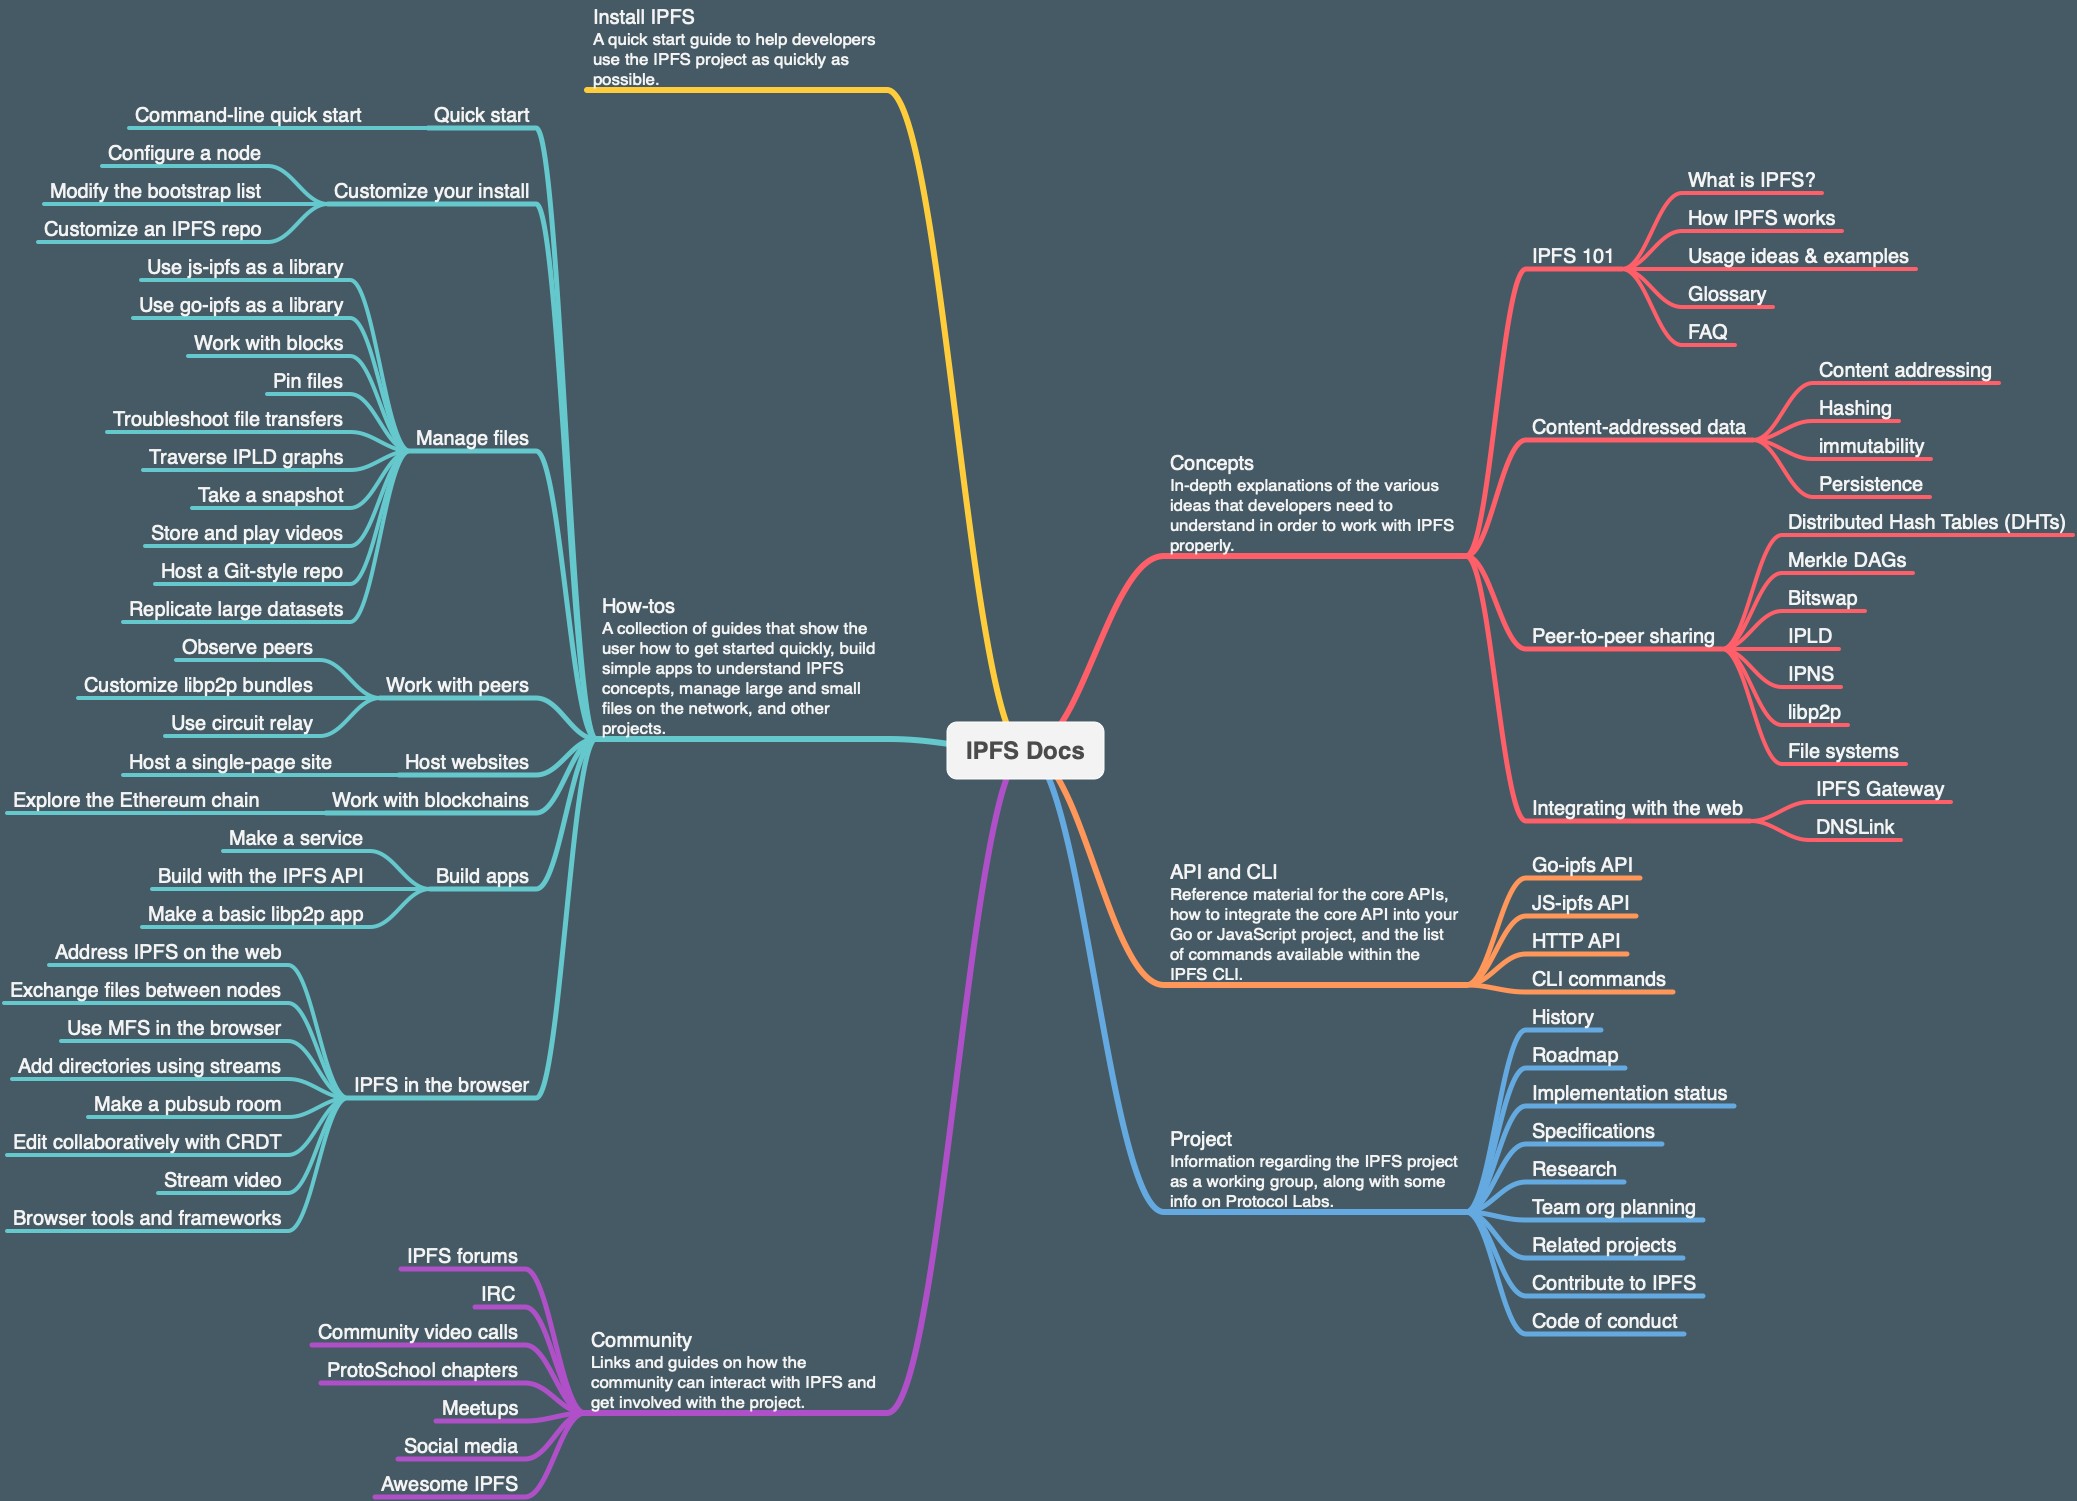 Install IPFS
A quick start guide to help developers
use the IPFS project as quickly as
possible.
Quick start
Command-line quick start
Customize your install
Configure a node
Modify the bootstrap list
Customize an IPFS repo
Manage files
Use js-ipfs as a library
Use go-ipfs as a library
Work with blocks
Pin files
Troubleshoot file transfers
Traverse IPLD graphs
Take a snapshot
Store and play videos
Host a Git-style repo
Replicate large datasets
How-tos
A collection of guides that show the
user how to get started quickly, build
simple apps to understand IPFS
concepts, manage large and small
files on the network, and other
projects.
Work with peers
Observe peers
Customize libp2p bundles
Use circuit relay
Host websites
Host a single-page site
Work with blockchains
Explore the Ethereum chain
Build apps
Make a service
Build with the IPFS API
Make a basic libp2p app
IPFS in the browser
Address IPFS on the web
Exchange files between nodes
Use MFS in the browser
Add directories using streams
Make a pubsub room
Edit collaboratively with CRDT
Stream video
Browser tools and frameworks
Community
Links and guides on how the
community can interact with IPFS and
get involved with the project.
IPFS forums
IRC
Community video calls
ProtoSchool chapters
Meetups
Social media
Awesome IPFS
IPFS Docs
Concepts
In-depth explanations of the various
ideas that developers need to
understand in order to work with IPFS
properly.
IPFS 101
What is IPFS?
How IPFS works
Usage ideas & examples
Glossary
FAQ
Content-addressed data
Content addressing
Hashing
immutability
Persistence
Peer-to-peer sharing
Distributed Hash Tables (DHTs)
Merkle DAGs
Bitswap
IPLD
IPNS
libp2p
File systems
Integrating with the web
IPFS Gateway
DNSLink
API and CLI
Reference material for the core APIs,
how to integrate the core API into your
Go or JavaScript project, and the list
of commands available within the
IPFS CLI.
Go-ipfs API
JS-ipfs API
HTTP API
CLI commands
Project
Information regarding the IPFS project
as a working group, along with some
info on Protocol Labs.
History
Roadmap
Implementation status
Specifications
Research
Team org planning
Related projects
Contribute to IPFS
Code of conduct